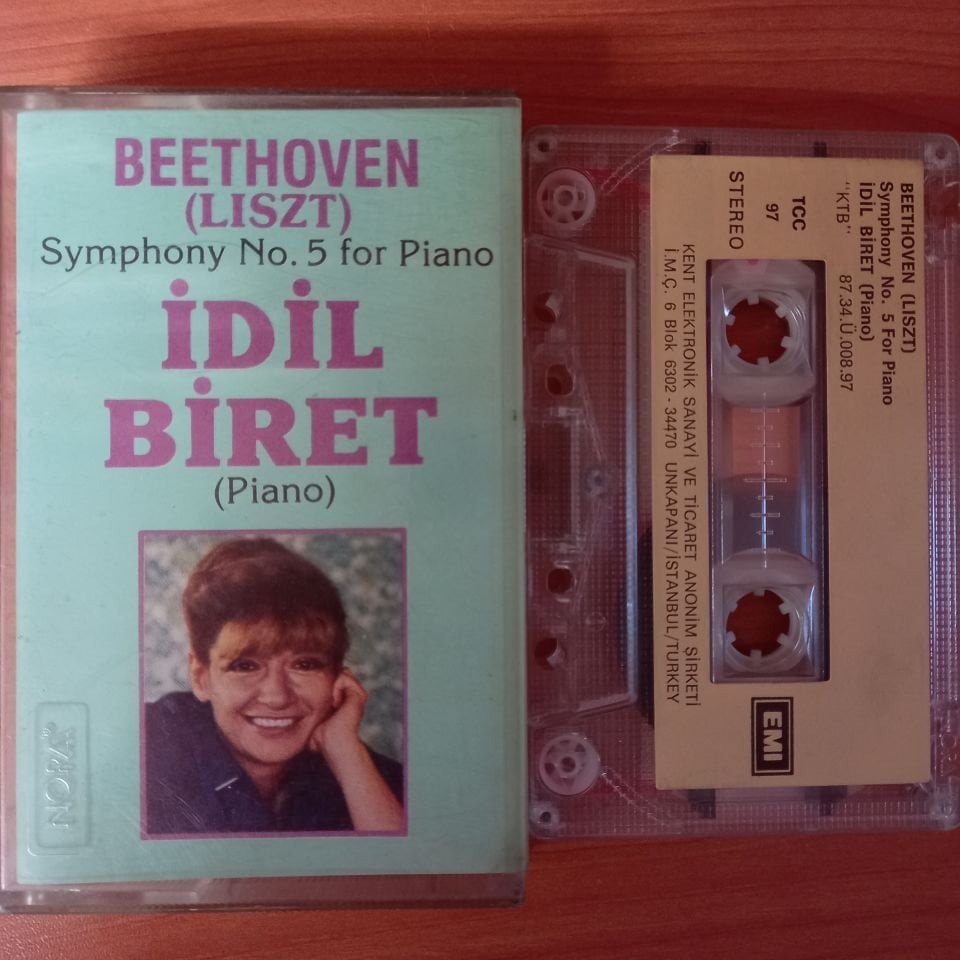 BEETHOVEN
(LISZT)
Symphony No. 5 for Piano
İDİL
BİRET
(Piano)
NORA
BEETHOVEN (LISZT)
Symphony No. 5 For Piano
İDİL BİRET (Piano)
"KTB" 87.34.Ü.008.97
TCC
97
STEREO
KENT ELEKTRONİK SANAYİ VE TİCARET ANONİM ŞİRKETİ
İ.M.Ç. 6 Blok 6302 - 34470 UNKAPANI/İSTANBUL/TURKEY
EMI